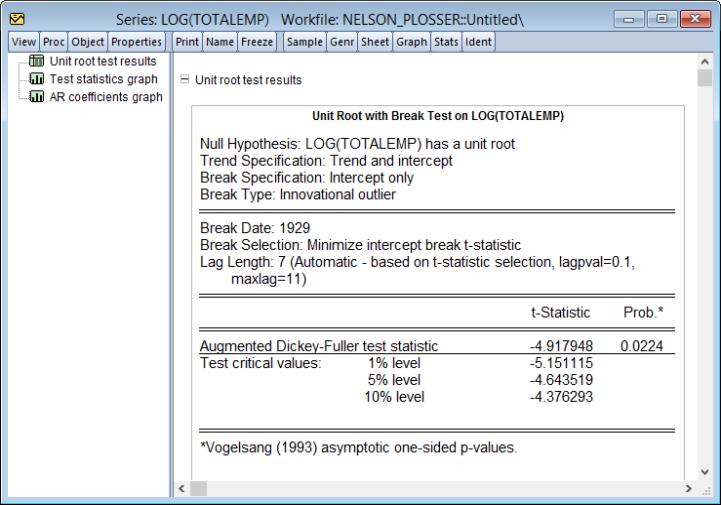 Series: LOG(TOTALEMP) Workfile: NELSON_PLOSSER::Untitled\
View Proc Object Properties Print Name Freeze Sample Genr Sheet Graph Stats Ident
Unit root test results
Test statistics graph
AR coefficients graph
Unit root test results
Unit Root with Break Test on LOG(TOTALEMP)
Null Hypothesis: LOG(TOTALEMP) has a unit root
Trend Specification: Trend and intercept
Break Specification: Intercept only
Break Type: Innovational outlier
Break Date: 1929
Break Selection: Minimize intercept break t-statistic
Lag Length: 7 (Automatic - based on t-statistic selection, lagpval=0.1,
maxlag=11)
t-Statistic Prob.*
Augmented Dickey-Fuller test statistic -4.917948 0.0224
Test critical values: 1% level -5.151115
5% level -4.643519
10% level -4.376293
*Vogelsang (1993) asymptotic one-sided p-values.